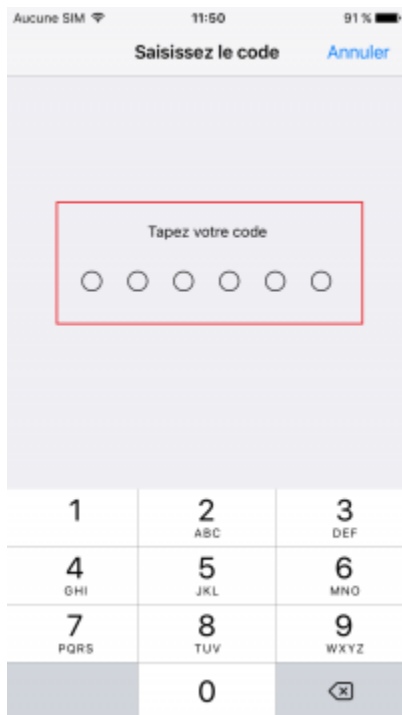 Aucune SIM 11:50 91 %
Saisissez le code Annuler
Tapez votre code
1 2 3
ABC DEF
4 5 6
GHI JKL MNO
7 8 9
PQRS TUV WXYZ
0